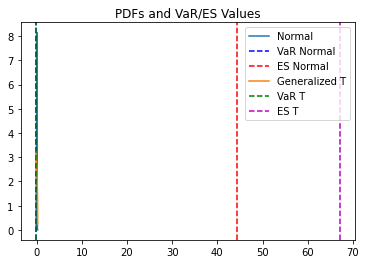 PDFs and VaR/ES Values
Normal
VaR Normal
ES Normal
Generalized T
VaR T
ES T
8
7
6
5
4
3
2
1
0
0 10 20 30 40 50 60 70